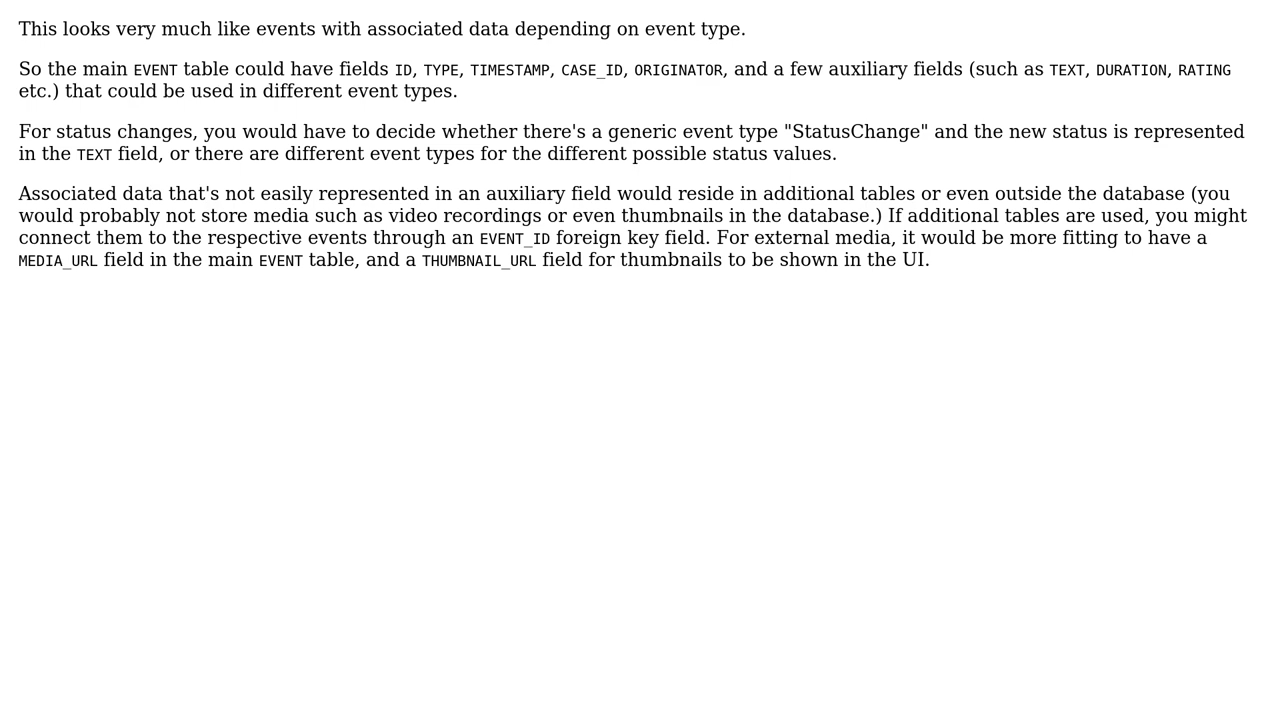 This looks very much like events with associated data depending on event type.
So the main EVENT table could have fields ID, TYPE, TIMESTAMP, CASE_ID, ORIGINATOR, and a few auxiliary fields (such as TEXT, DURATION, RATING
etc.) that could be used in different event types.
For status changes, you would have to decide whether there's a generic event type "StatusChange" and the new status is represented
in the TEXT field, or there are different event types for the different possible status values.
Associated data that's not easily represented in an auxiliary field would reside in additional tables or even outside the database (you
would probably not store media such as video recordings or even thumbnails in the database.) If additional tables are used, you might
connect them to the respective events through an EVENT_ID foreign key field. For external media, it would be more fitting to have a
MEDIA_URL field in the main EVENT table, and a THUMBNAIL_URL field for thumbnails to be shown in the UI.